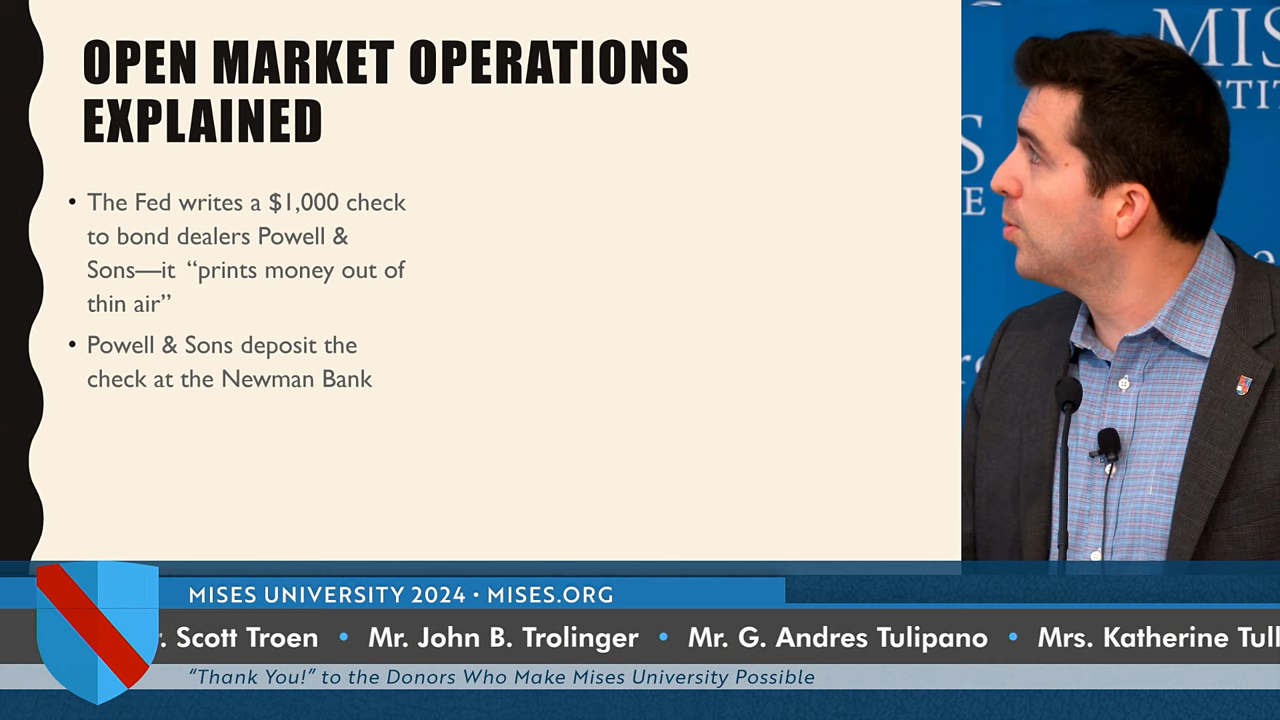 OPEN MARKET OPERATIONS
EXPLAINED
• The Fed writes a $1,000 check
to bond dealers Powell &
Sons—it “prints money out of
thin air”
• Powell & Sons deposit the
check at the Newman Bank
MIS
S
E
MISES UNIVERSITY 2024 • MISES.ORG
. Scott Troen • Mr. John B. Trolinger • Mr. G. Andres Tulipano • Mrs. Katherine Tull
“Thank You!” to the Donors Who Make Mises University Possible